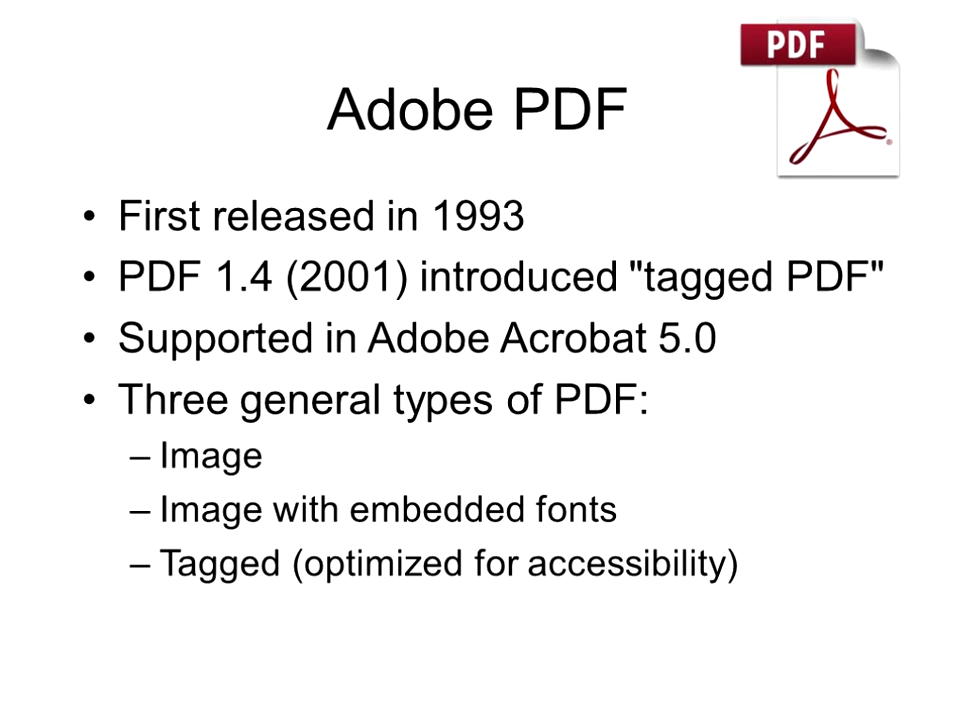 PDF
Adobe PDF
• First released in 1993
• PDF 1.4 (2001) introduced "tagged PDF"
• Supported in Adobe Acrobat 5.0
• Three general types of PDF:
– Image
– Image with embedded fonts
– Tagged (optimized for accessibility)